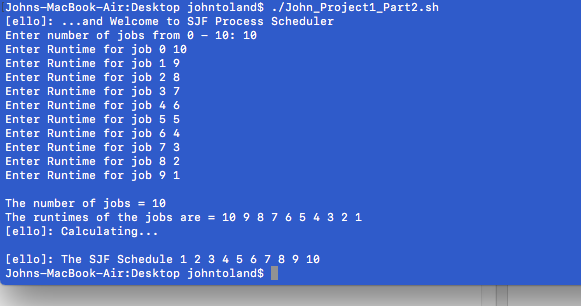 Johns-MacBook-Air:Desktop johntoland$ ./John_Project1_Part2.sh
[ello]: ...and Welcome to SJF Process Scheduler
Enter number of jobs from 0 - 10: 10
Enter Runtime for job 0 10
Enter Runtime for job 1 9
Enter Runtime for job 2 8
Enter Runtime for job 3 7
Enter Runtime for job 4 6
Enter Runtime for job 5 5
Enter Runtime for job 6 4
Enter Runtime for job 7 3
Enter Runtime for job 8 2
Enter Runtime for job 9 1
The number of jobs = 10
The runtimes of the jobs are = 10 9 8 7 6 5 4 3 2 1
[ello]: Calculating...
[ello]: The SJF Schedule 1 2 3 4 5 6 7 8 9 10
Johns-MacBook-Air:Desktop johntoland$